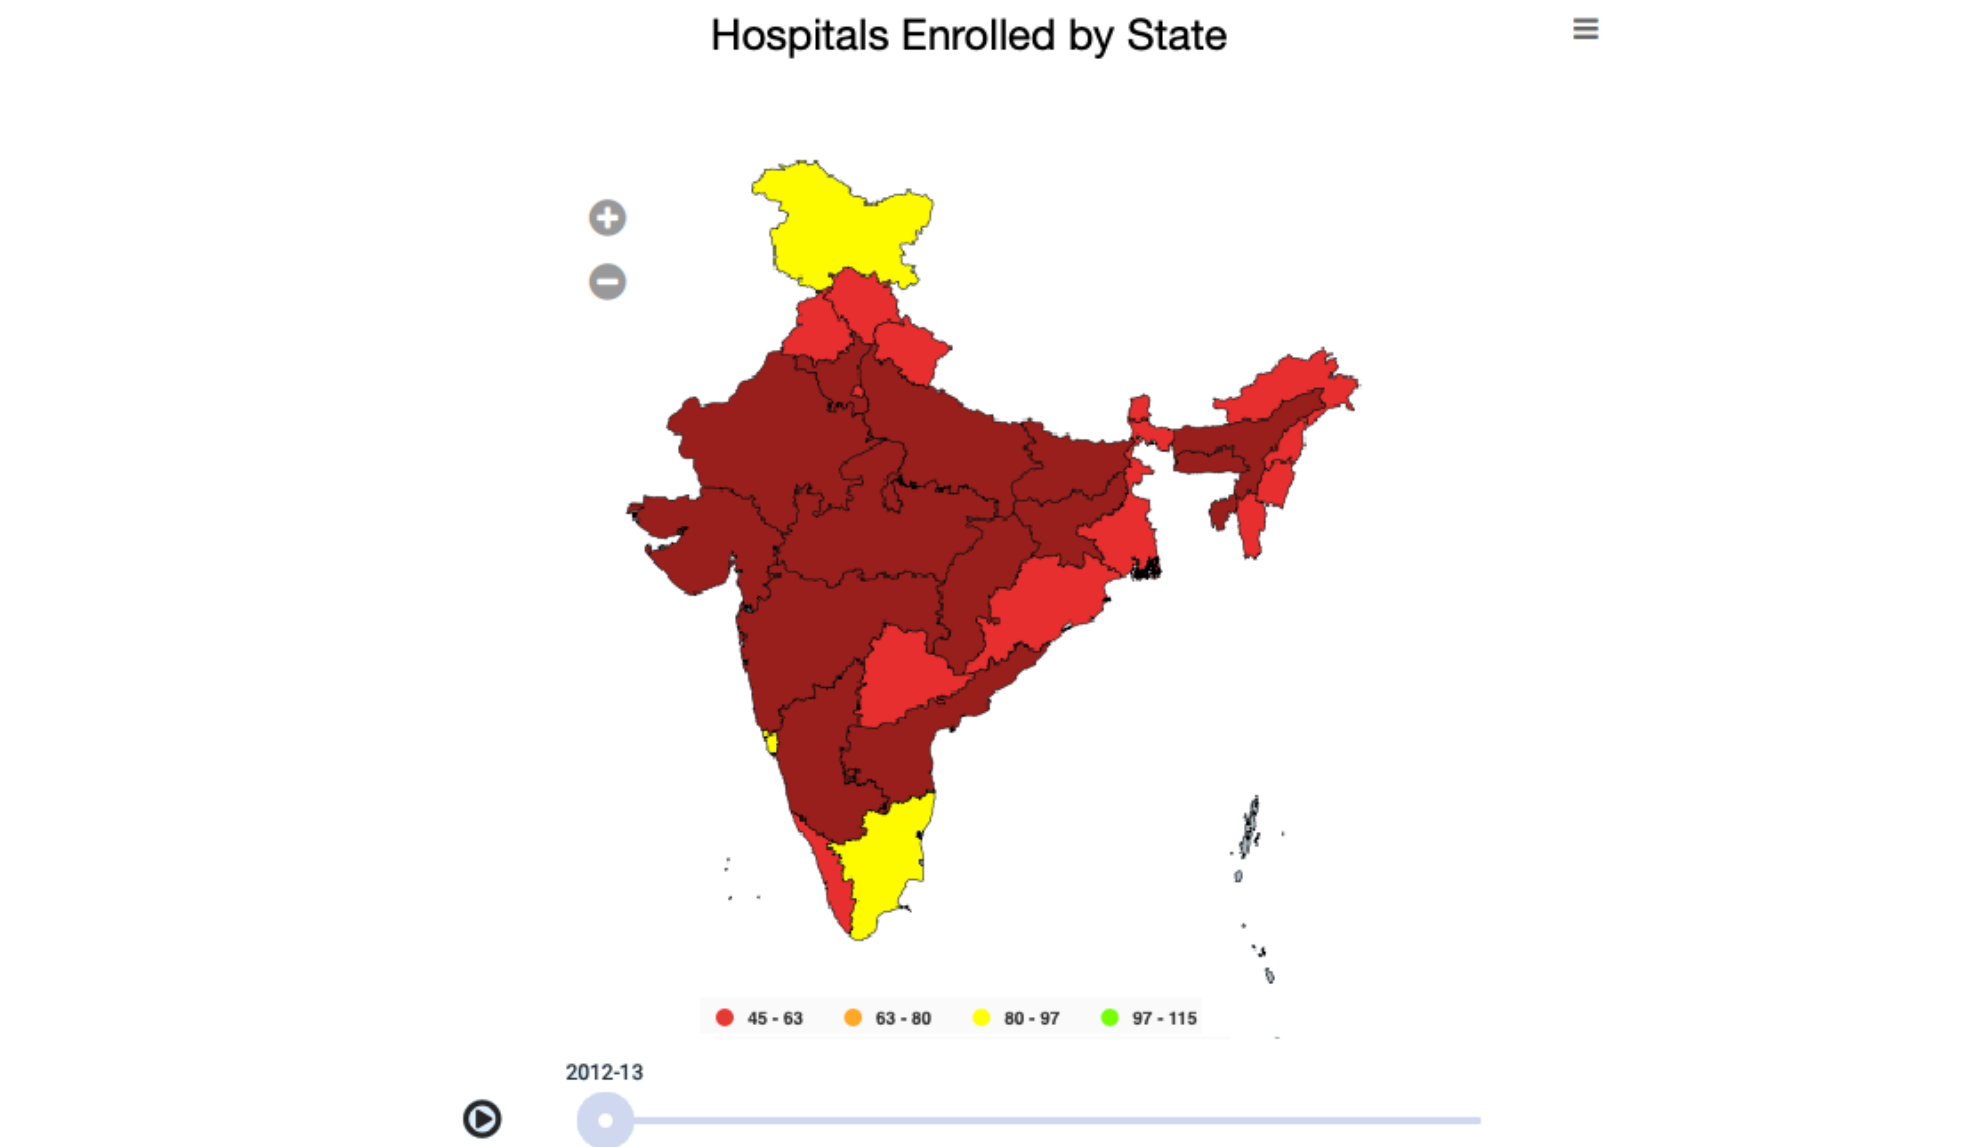 Hospitals Enrolled by State
45 - 63 63 - 80 80 - 97 97 - 115
2012-13